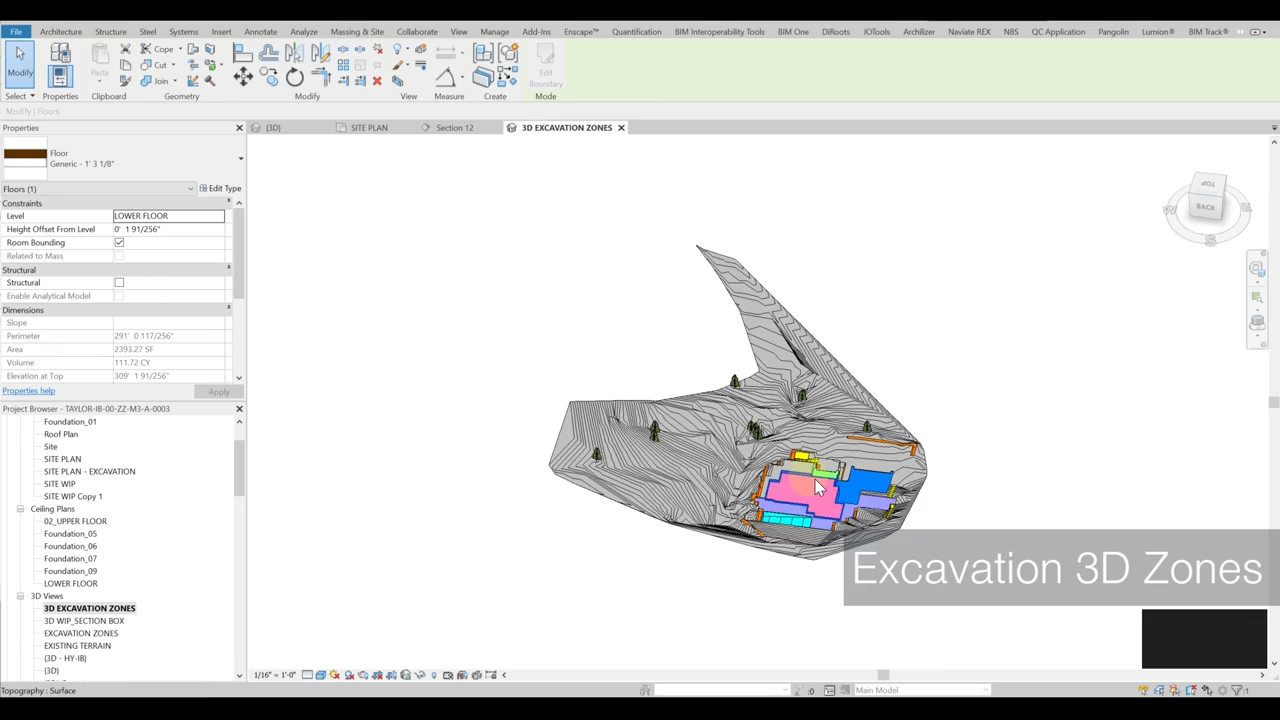 File Architecture Structure Steel Systems Insert Annotate Analyze Massing & Site Collaborate View Manage Add-Ins Enscape™ Quantification BIM Interoperability Tools BIM One DiRoots JOTools Archilizer Naviate REX NBS QC Application Pangolin Lumion® BIM Track®
Modify
Paste
Cope
Cut
Join
Edit
Boundary
Select Properties Clipboard Geometry Modify View Measure Create Mode
Modify | Floors
Properties
{3D} SITE PLAN Section 12 3D EXCAVATION ZONES
Floor
Generic - 1' 3 1/8"
Floors (1) Edit Type
Constraints
Level LOWER FLOOR
Height Offset From Level 0' 1 91/256"
Room Bounding
Related to Mass
Structural
Structural
Enable Analytical Model
Dimensions
Slope
Perimeter 291' 0 117/256"
Area 2393.27 SF
Volume 111.72 CY
Elevation at Top 309' 1 91/256"
Properties help Apply
Project Browser - TAYLOR-IB-00-ZZ-M3-A-0003
Foundation_01
Roof Plan
Site
SITE PLAN
SITE PLAN - EXCAVATION
SITE WIP
SITE WIP Copy 1
Ceiling Plans
02_UPPER FLOOR
Foundation_05
Foundation_06
Foundation_07
Foundation_09
LOWER FLOOR
3D Views
3D EXCAVATION ZONES
3D WIP_SECTION BOX
EXCAVATION ZONES
EXISTING TERRAIN
{3D - HY-IB}
{3D}
TOP
BACK
W
S
Excavation 3D Zones
1/16" = 1'-0"
Topography : Surface
:0
Main Model
:1